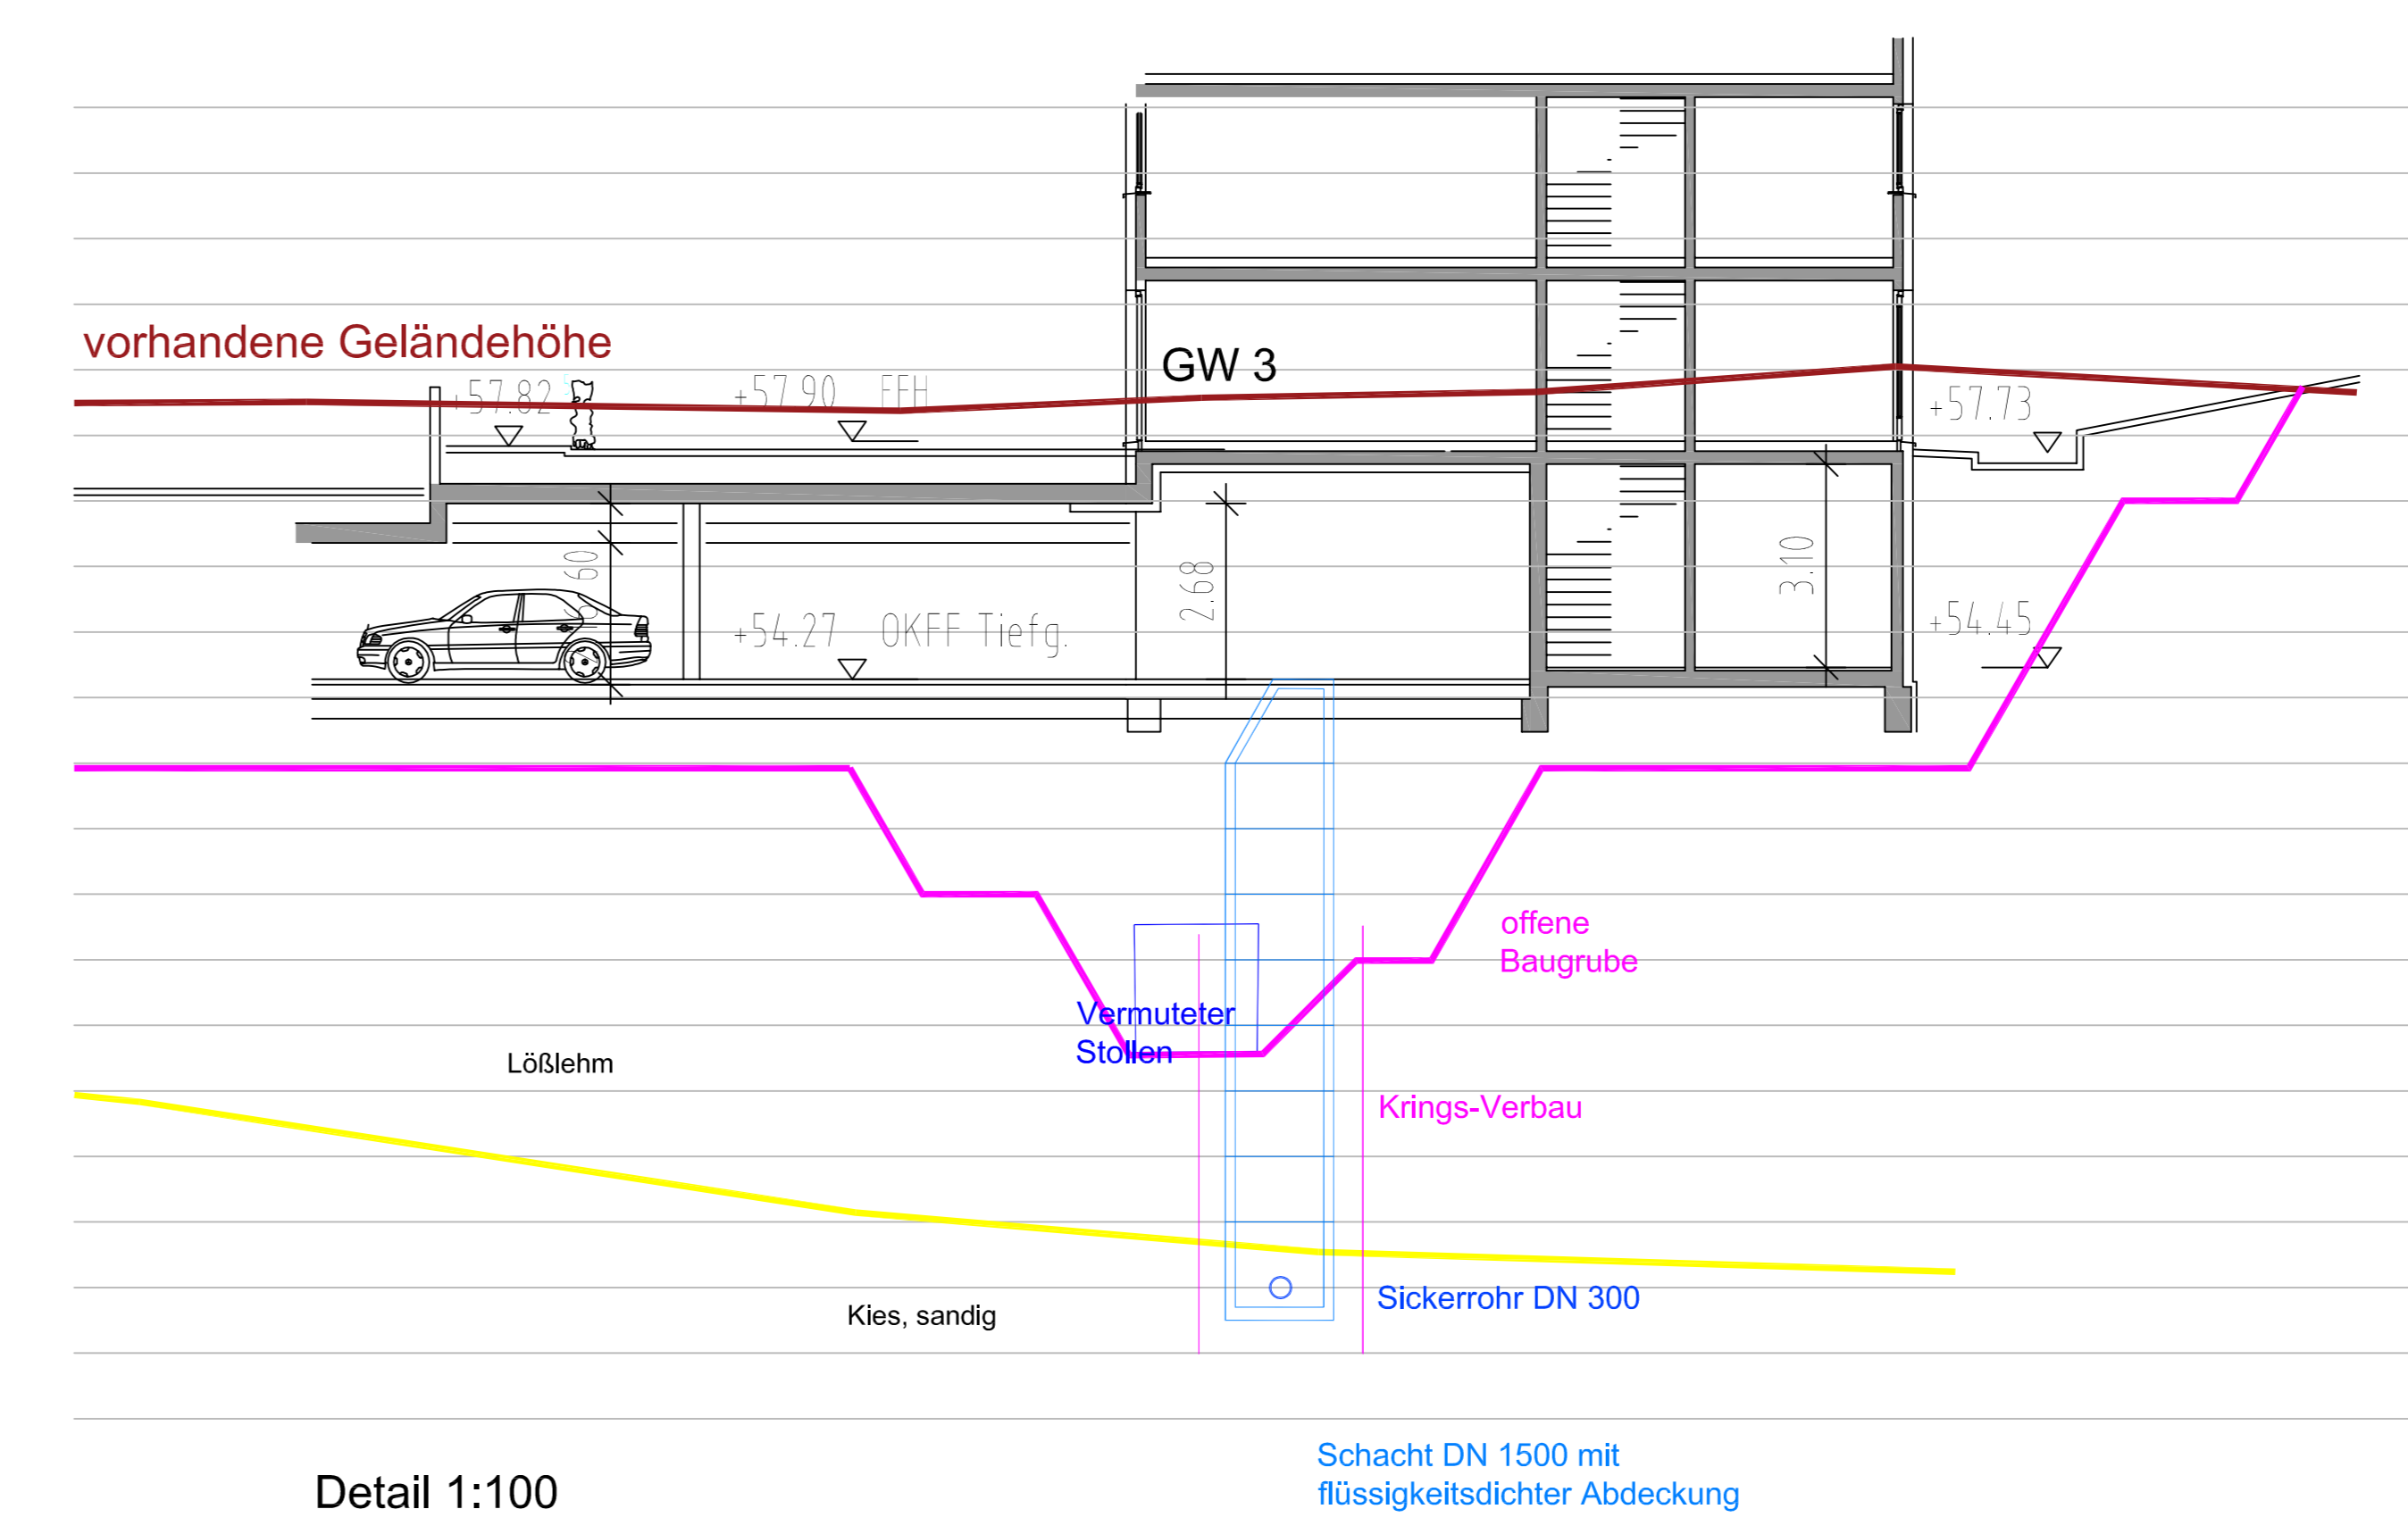 vorhandene Geländehöhe
GW 3
+57.82
+57.90 FFH
+57.73
2.68
3.10
+54.27 OKFF Tiefg.
+54.45
offene
Baugrube
Vermuteter
Stollen
Lößlehm
Krings-Verbau
Sickerrohr DN 300
Kies, sandig
Schacht DN 1500 mit
flüssigkeitsdichter Abdeckung
Detail 1:100